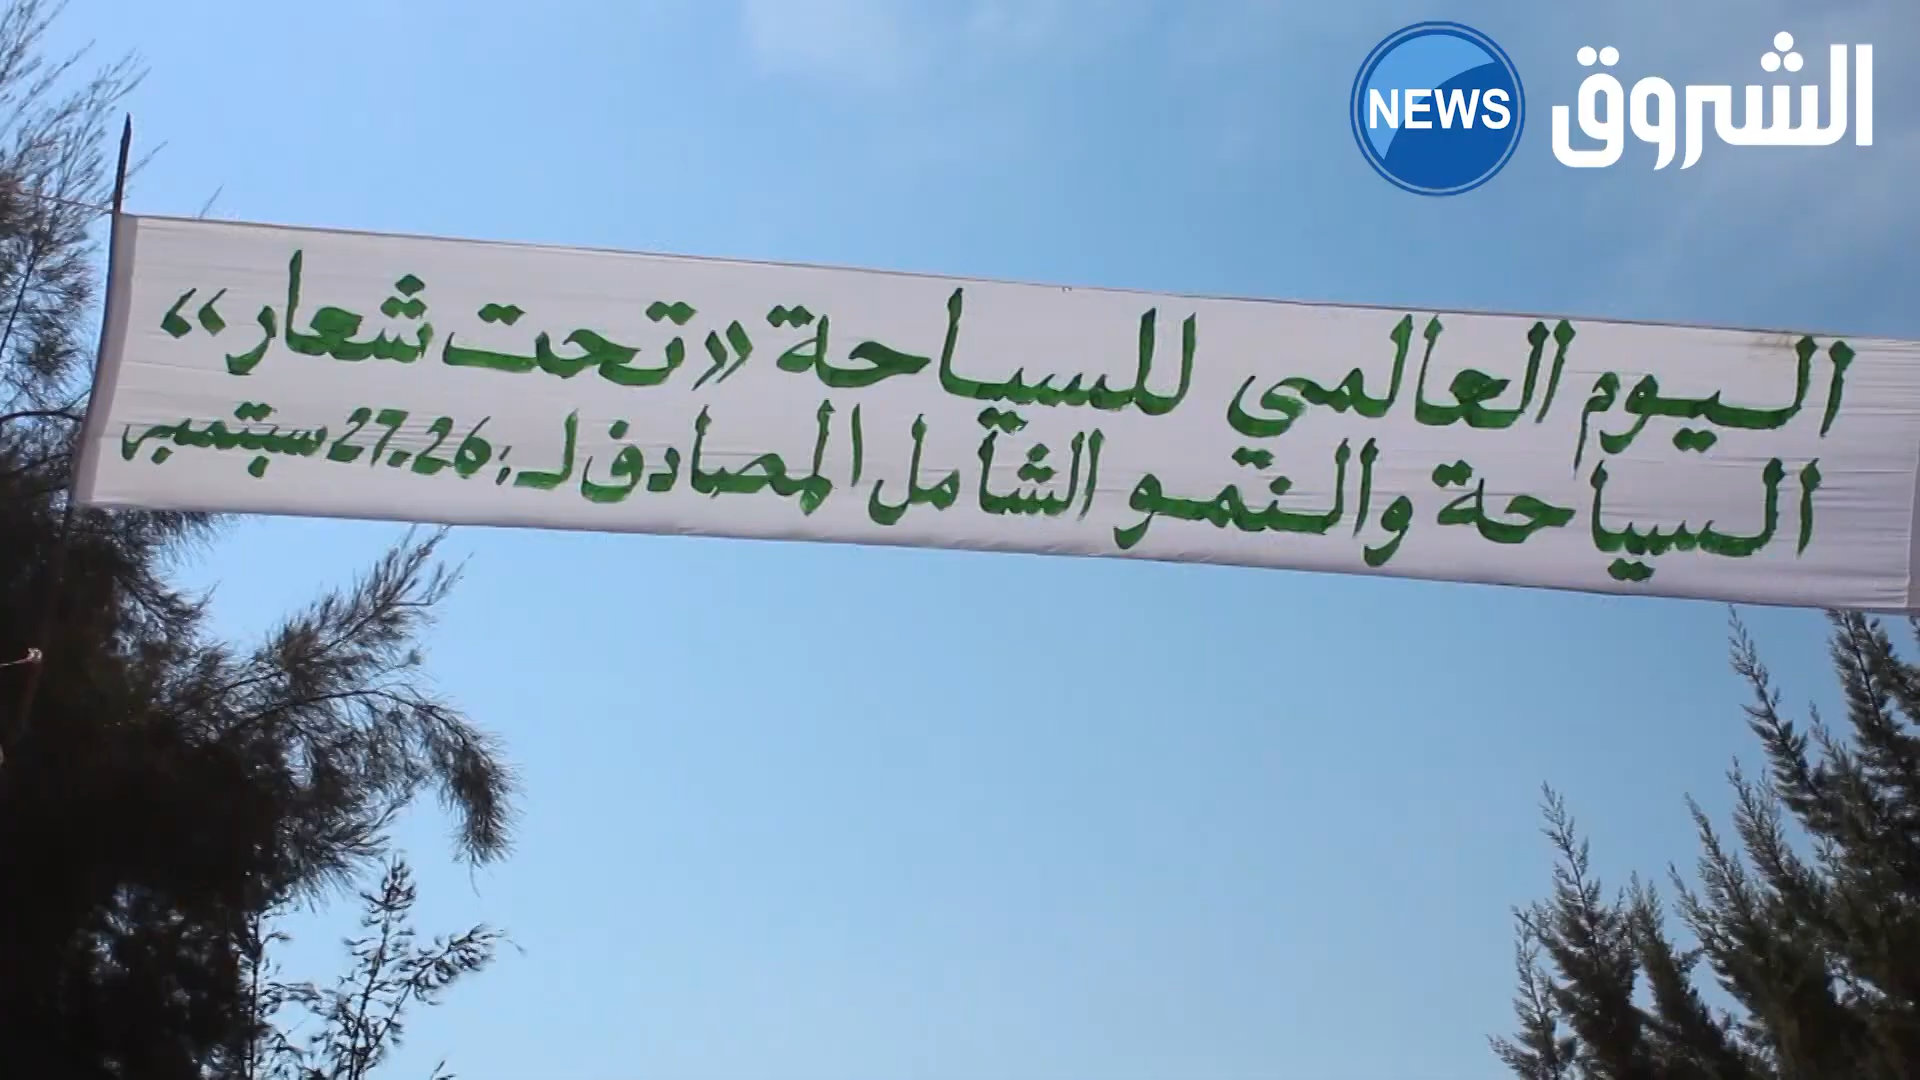 NEWS الشروق
اليوم العالمي للسياحة «تحت شعار»
السياحة والنمو الشامل المصادف لـ: 27.26 سبتمبر